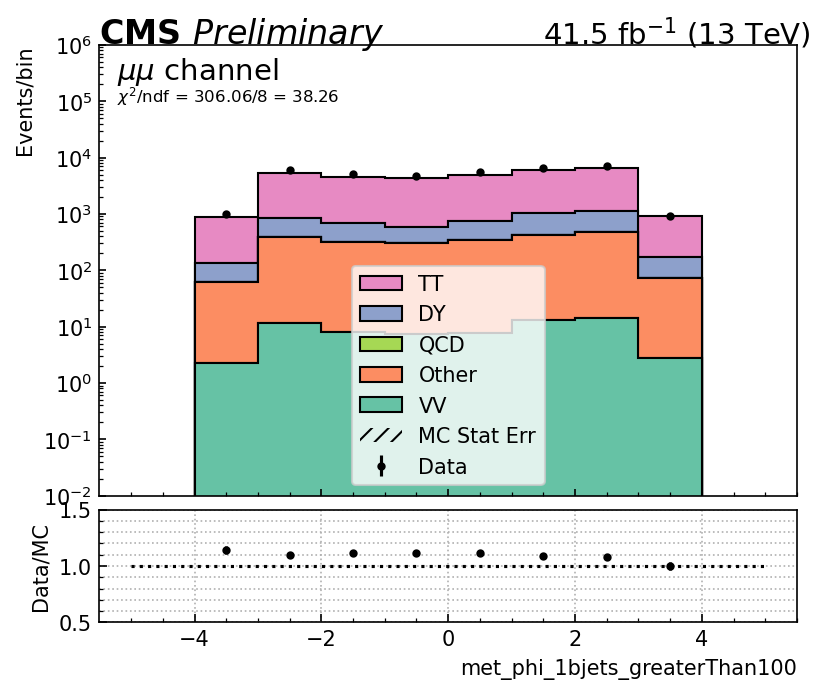 CMS Preliminary 41.5 fb⁻¹ (13 TeV)
Events/bin
μμ channel
χ²/ndf = 306.06/8 = 38.26
10⁶
10⁵
10⁴
10³
10²
10¹
10⁰
10⁻¹
10⁻²
TT
DY
QCD
Other
VV
MC Stat Err
Data
Data/MC
1.5
1.0
0.5
−4 −2 0 2 4
met_phi_1bjets_greaterThan100